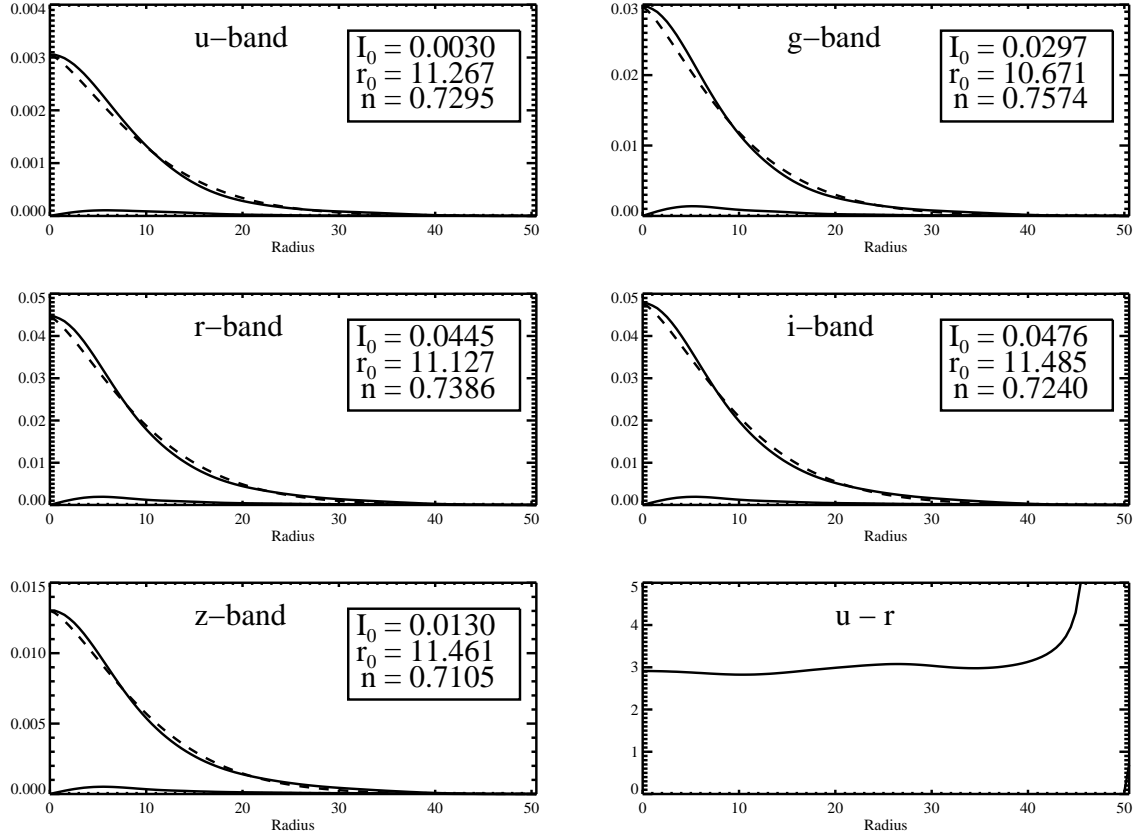 0.004
0.003
0.002
0.001
0.000
u−band
I0 = 0.0030
r0 = 11.267
n = 0.7295
0 10 20 30 40 50
Radius
0.03
0.02
0.01
0.00
g−band
I0 = 0.0297
r0 = 10.671
n = 0.7574
0 10 20 30 40 50
Radius
0.05
0.04
0.03
0.02
0.01
0.00
r−band
I0 = 0.0445
r0 = 11.127
n = 0.7386
0 10 20 30 40 50
Radius
0.05
0.04
0.03
0.02
0.01
0.00
i−band
I0 = 0.0476
r0 = 11.485
n = 0.7240
0 10 20 30 40 50
Radius
0.015
0.010
0.005
0.000
z−band
I0 = 0.0130
r0 = 11.461
n = 0.7105
0 10 20 30 40 50
Radius
5
4
3
2
1
0
u − r
0 10 20 30 40 50
Radius